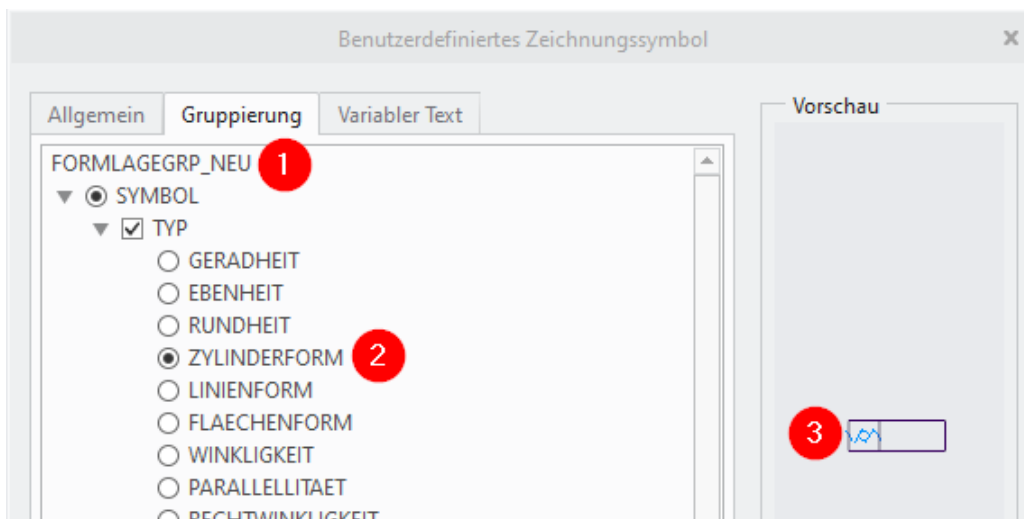 Benutzerdefiniertes Zeichnungssymbol
Allgemein Gruppierung Variabler Text
Vorschau
FORMLAGEGRP_NEU 1
SYMBOL
TYP
GERADHEIT
EBENHEIT
RUNDHEIT
ZYLINDERFORM 2
LINIENFORM
FLAECHENFORM
3
WINKLIGKEIT
PARALLELLITAET
RECHTWINKLIGKEIT